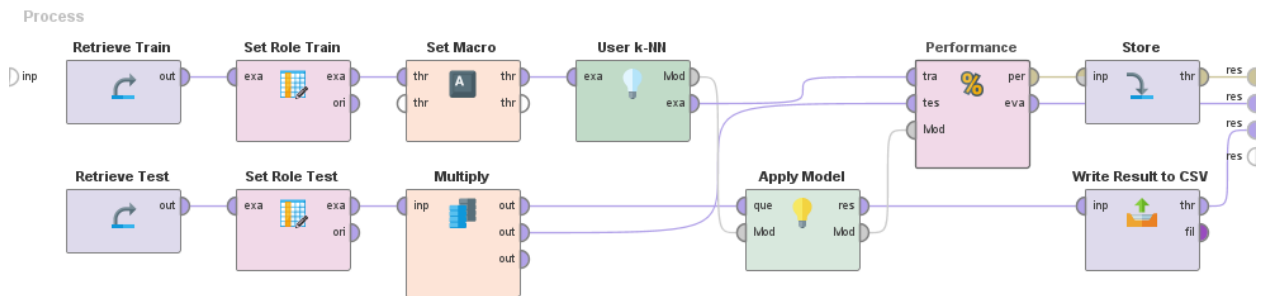 Process
Retrieve Train Set Role Train Set Macro User k-NN Performance Store
inp out exa exa thr thr exa Mod tra per inp thr res
ori thr thr exa tes eva res
Mod res
res
Retrieve Test Set Role Test Multiply Apply Model Write Result to CSV
out exa exa inp out que res inp thr
ori out Mod Mod fil
out
A
%